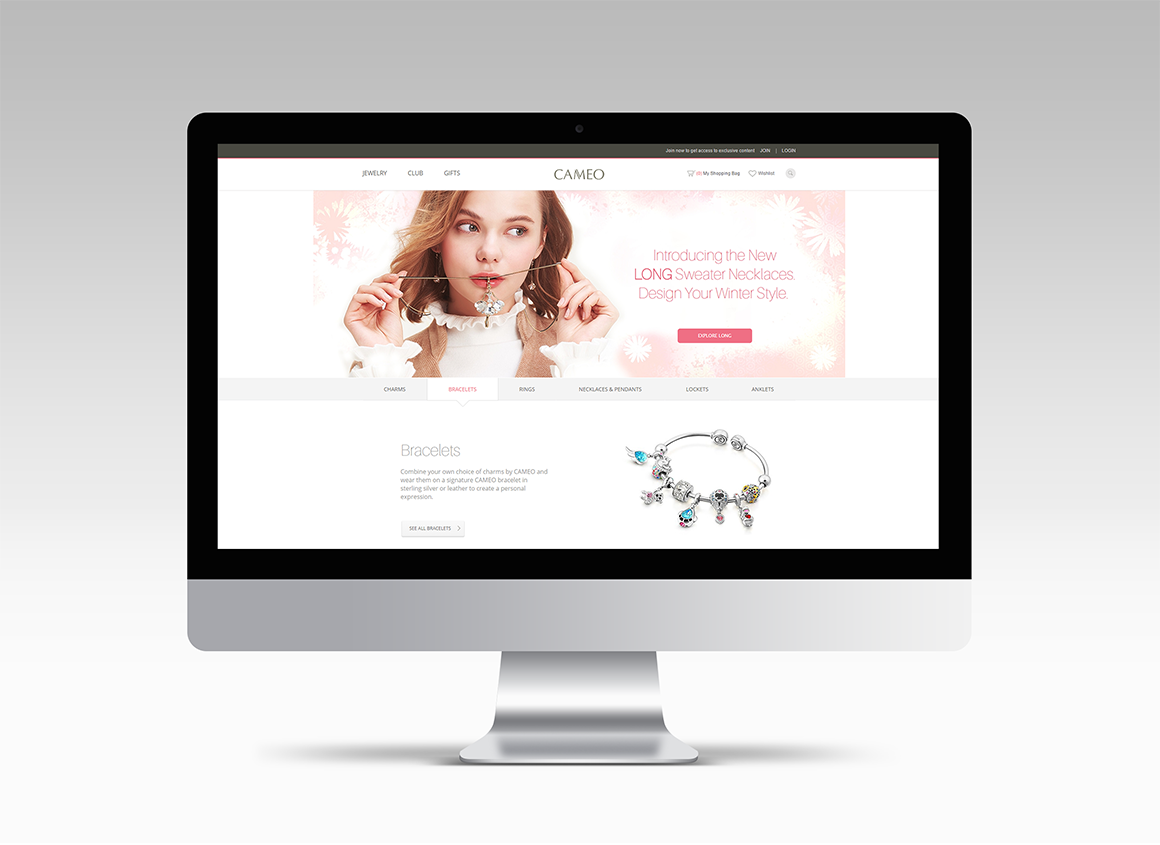 Join now to get access to exclusive content JOIN | LOGIN
JEWELRY CLUB GIFTS CAMEO (0) My Shopping Bag Wishlist
Introducing the New
LONG Sweater Necklaces.
Design Your Winter Style.
EXPLORE LONG
CHARMS BRACELETS RINGS NECKLACES & PENDANTS LOCKETS ANKLETS
Bracelets
Combine your own choice of charms by CAMEO and
wear them on a signature CAMEO bracelet in
sterling silver or leather to create a personal
expression.
SEE ALL BRACELETS